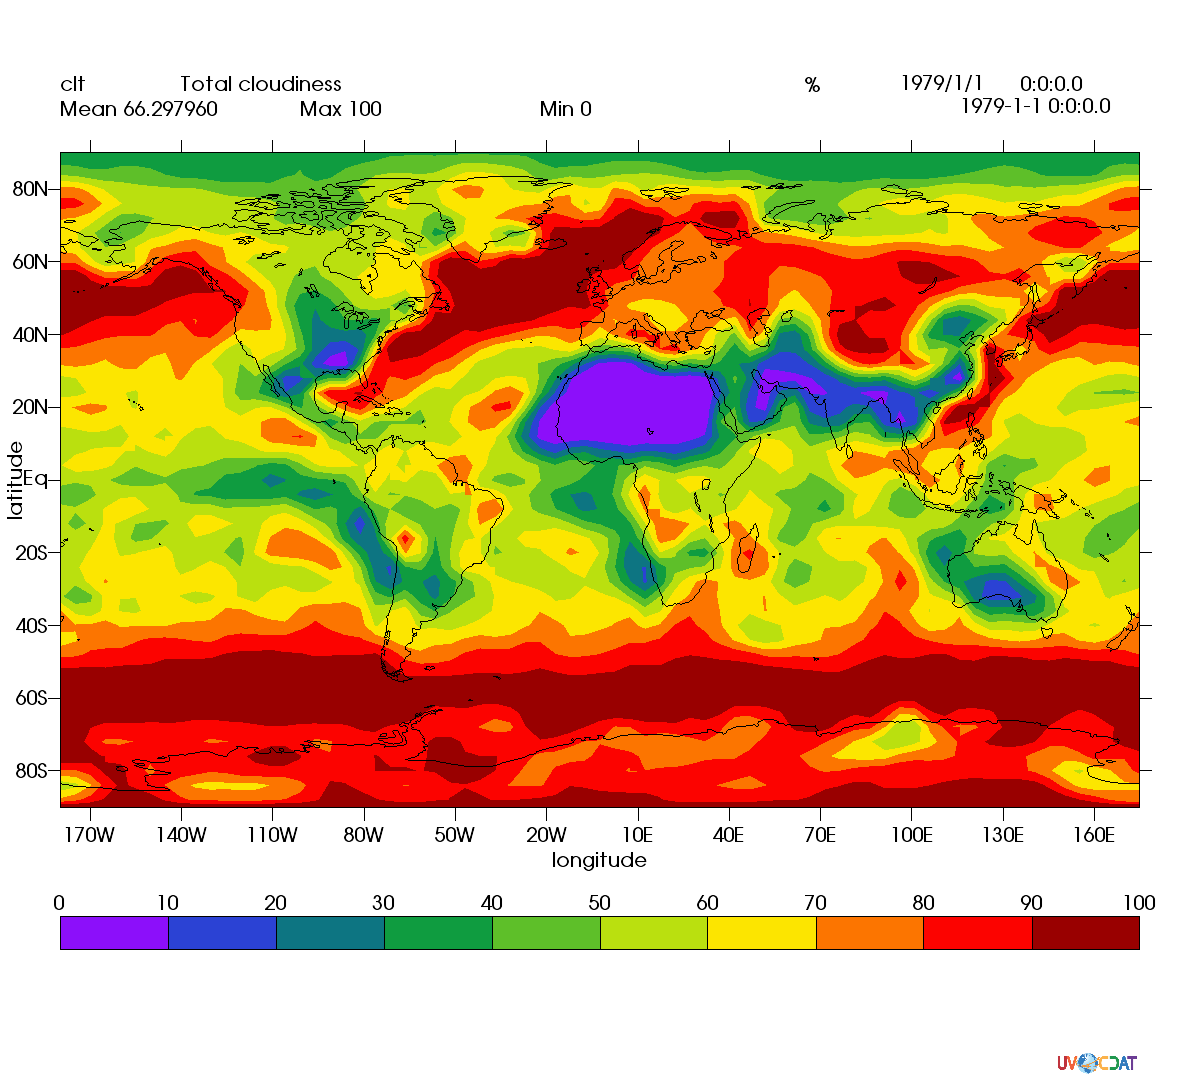 clt Total cloudiness % 1979/1/1 0:0:0.0
Mean 66.297960 Max 100 Min 0 1979-1-1 0:0:0.0
80N
60N
40N
20N
Eq
20S
40S
60S
80S
latitude
170W 140W 110W 80W 50W 20W 10E 40E 70E 100E 130E 160E
longitude
0 10 20 30 40 50 60 70 80 90 100
UV CDAT